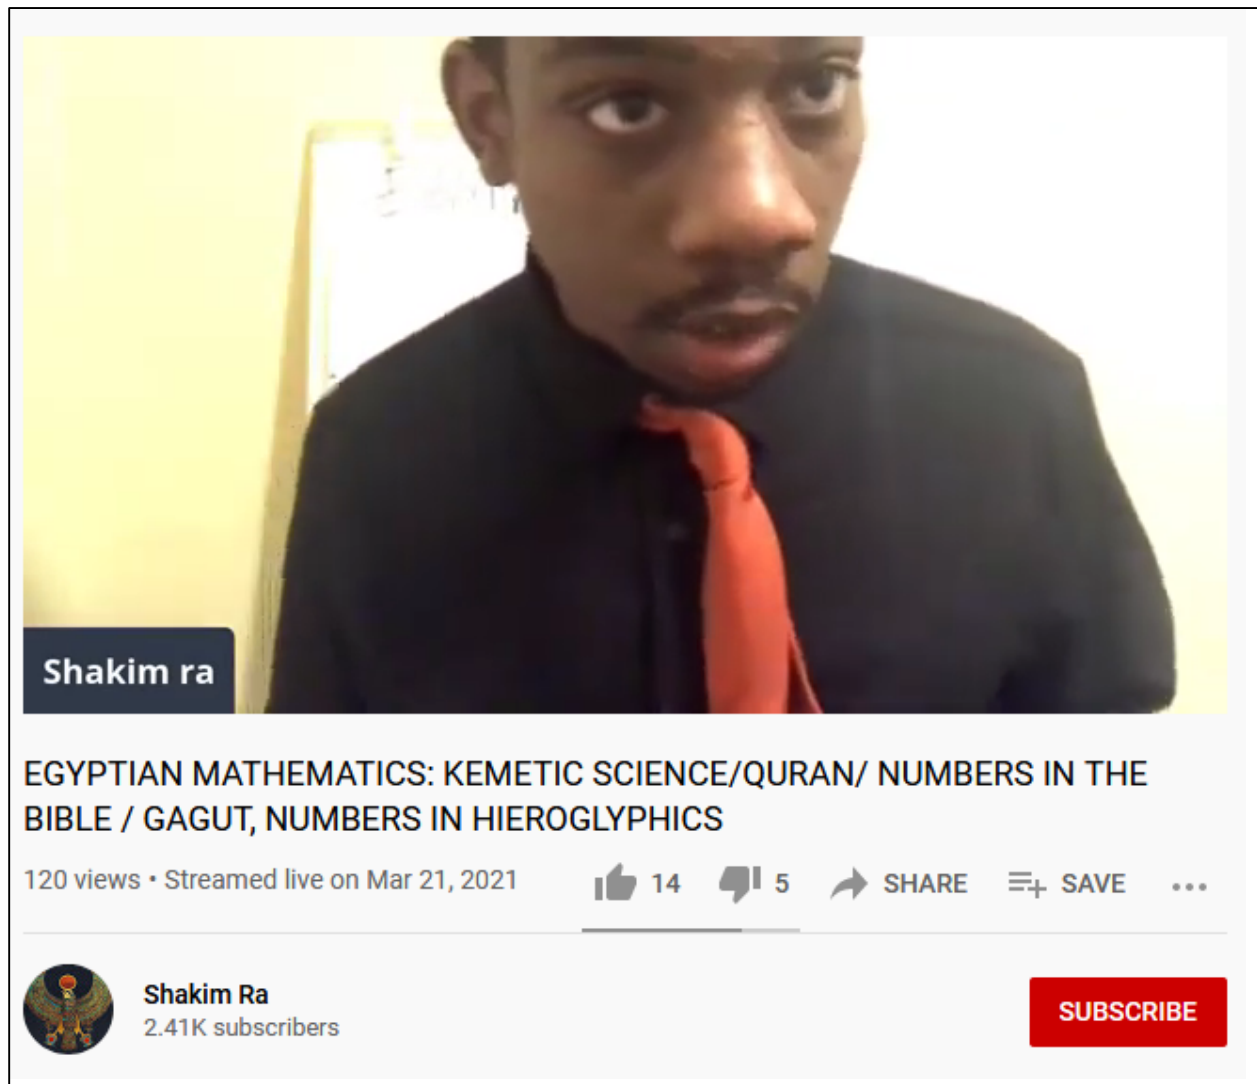 Shakim ra
EGYPTIAN MATHEMATICS: KEMETIC SCIENCE/QURAN/ NUMBERS IN THE
BIBLE / GAGUT, NUMBERS IN HIEROGLYPHICS
120 views • Streamed live on Mar 21, 2021 14 5 SHARE SAVE
Shakim Ra
2.41K subscribers
SUBSCRIBE